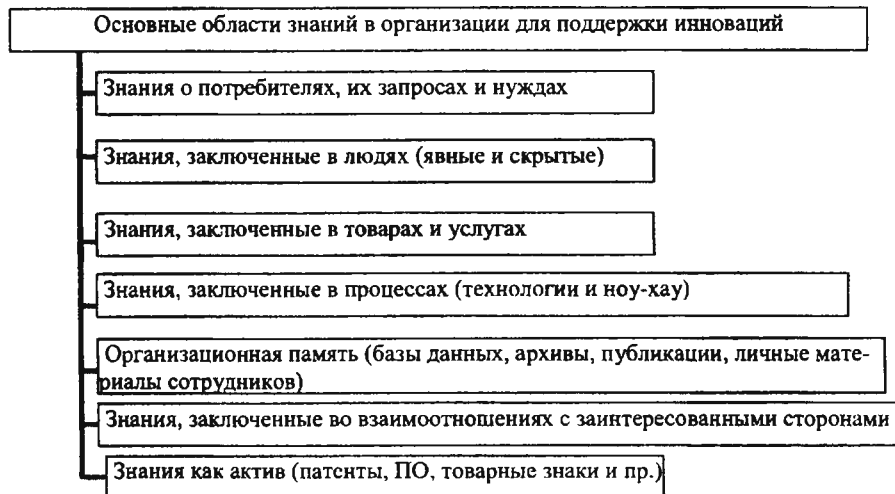 Основные области знаний в организации для поддержки инноваций
Знания о потребителях, их запросах и нуждах
Знания, заключенные в людях (явные и скрытые)
Знания, заключенные в товарах и услугах
Знания, заключенные в процессах (технологии и ноу-хау)
Организационная память (базы данных, архивы, публикации, личные мате-
риалы сотрудников)
Знания, заключенные во взаимоотношениях с заинтересованными сторонами
Знания как актив (патенты, ПО, товарные знаки и пр.)